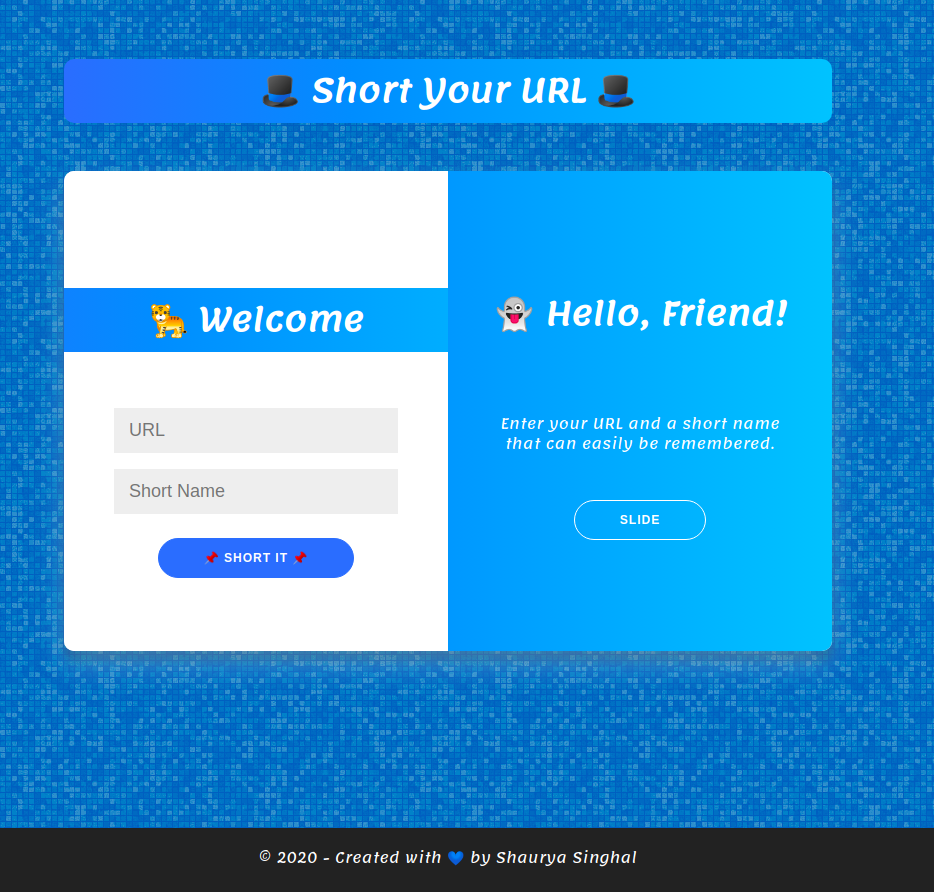 🎩 Short Your URL 🎩
🐯 Welcome
URL
Short Name
📌 SHORT IT 📌
👻 Hello, Friend!
Enter your URL and a short name
that can easily be remembered.
SLIDE
© 2020 - Created with 💙 by Shaurya Singhal